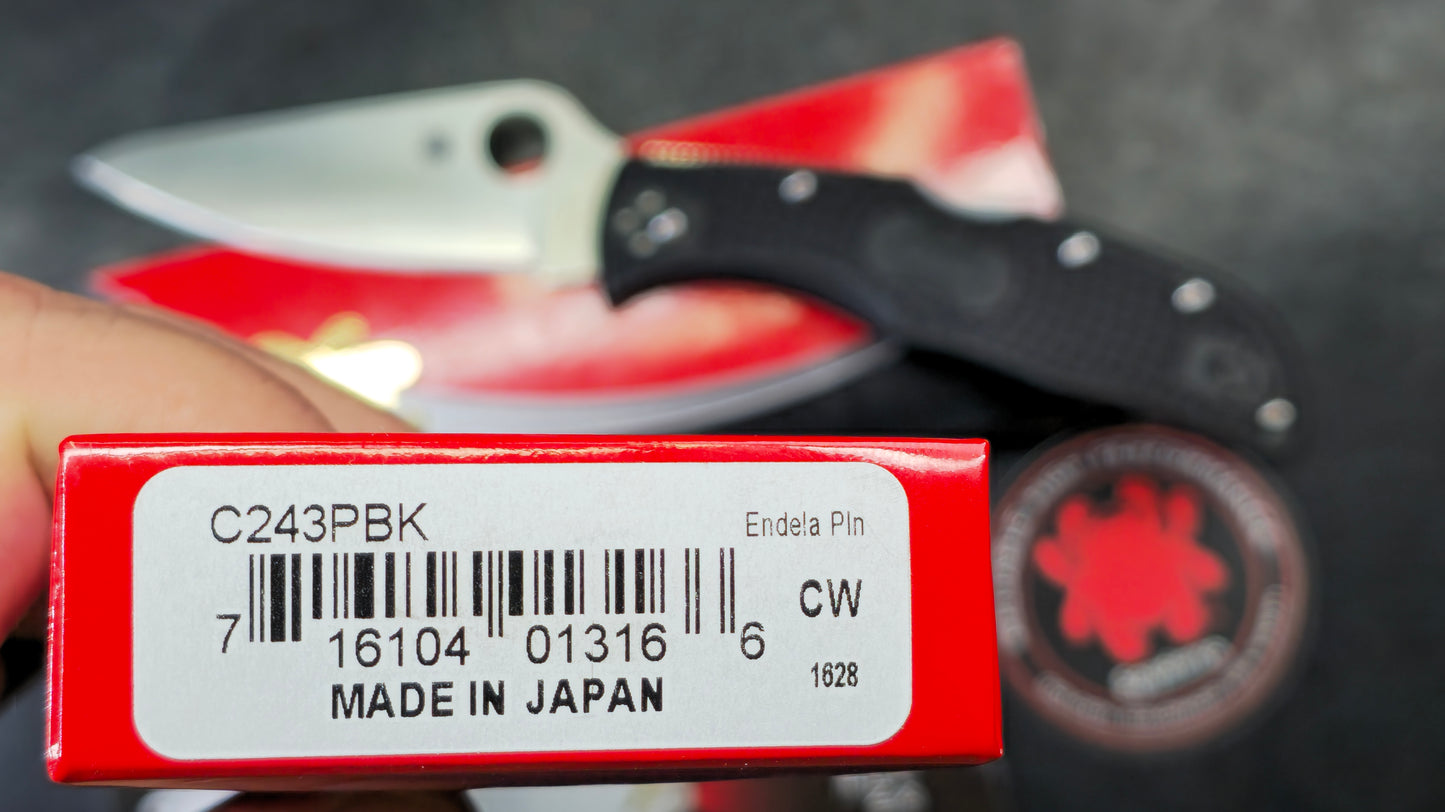 C243PBK
Endela Pln
CW
7 16104 01316 6
1628
MADE IN JAPAN